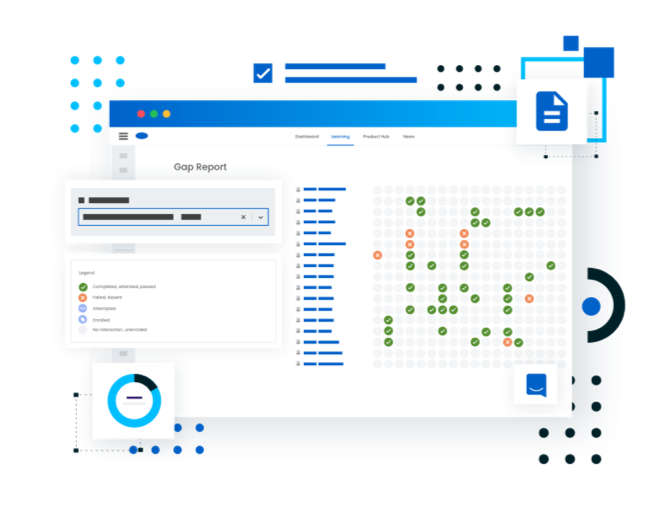 Dashboard Learning Product Hub News
Gap Report
Legend
Completed, attended, passed
Failed, Absent
Attempted
Enrolled
No interaction, unenrolled